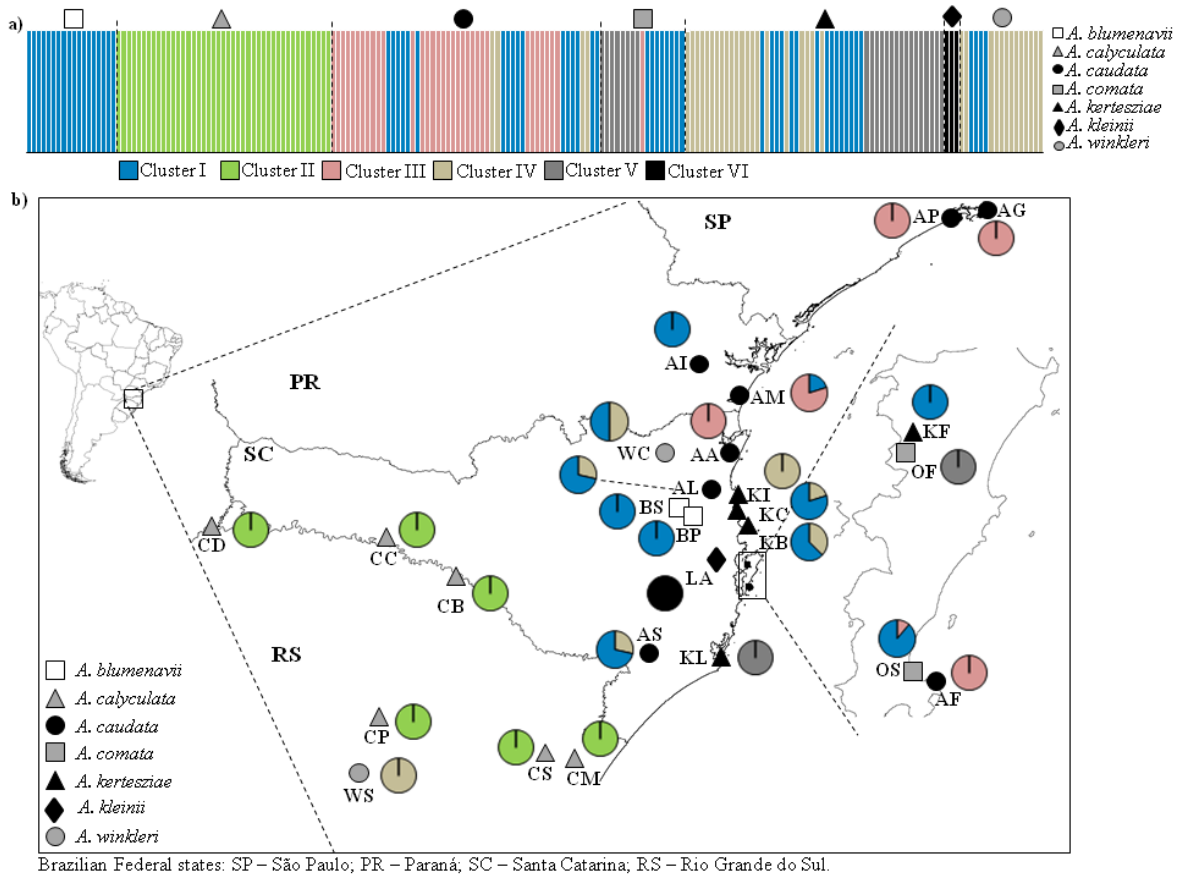 a)
A. blumenavii
A. calyculata
A. caudata
A. comata
A. kertesziae
A. kleinii
A. winkleri
Cluster I Cluster II Cluster III Cluster IV Cluster V Cluster VI
b)
SP
AP
AG
PR
AI
AM
SC
WC
AA
AL
KI
BS
KC
BP
KB
LA
CD
CC
CB
RS
AS
KL
CP
CS
CM
WS
KF
OF
OS
AF
A. blumenavii
A. calyculata
A. caudata
A. comata
A. kertesziae
A. kleinii
A. winkleri
Brazilian Federal states: SP – São Paulo; PR – Paraná; SC – Santa Catarina; RS – Rio Grande do Sul.